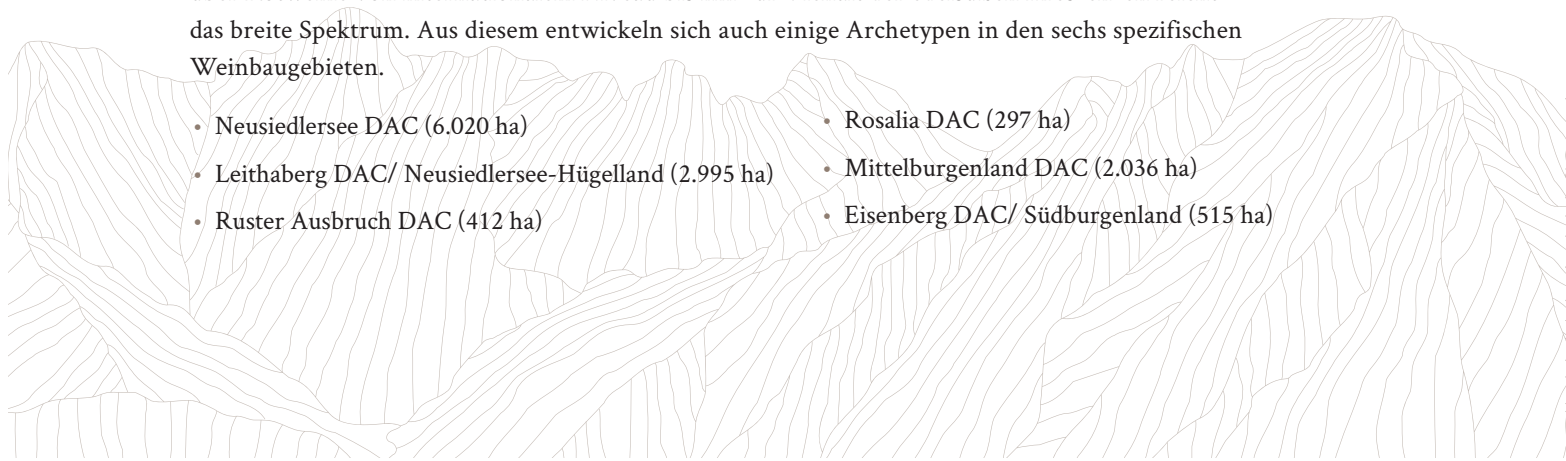 das breite Spektrum. Aus diesem entwickeln sich auch einige Archetypen in den sechs spezifischen
Weinbaugebieten.
• Neusiedlersee DAC (6.020 ha)
• Leithaberg DAC/ Neusiedlersee-Hügelland (2.995 ha)
• Ruster Ausbruch DAC (412 ha)
• Rosalia DAC (297 ha)
• Mittelburgenland DAC (2.036 ha)
• Eisenberg DAC/ Südburgenland (515 ha)